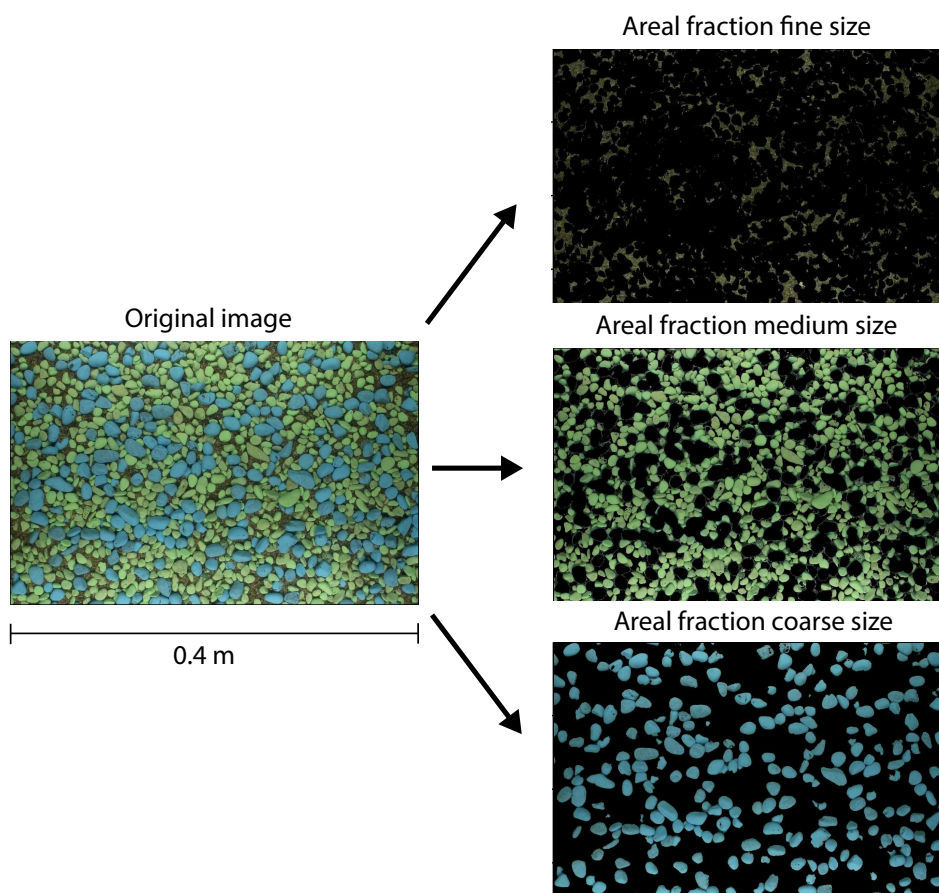 Areal fraction fine size
Original image
Areal fraction medium size
0.4 m
Areal fraction coarse size